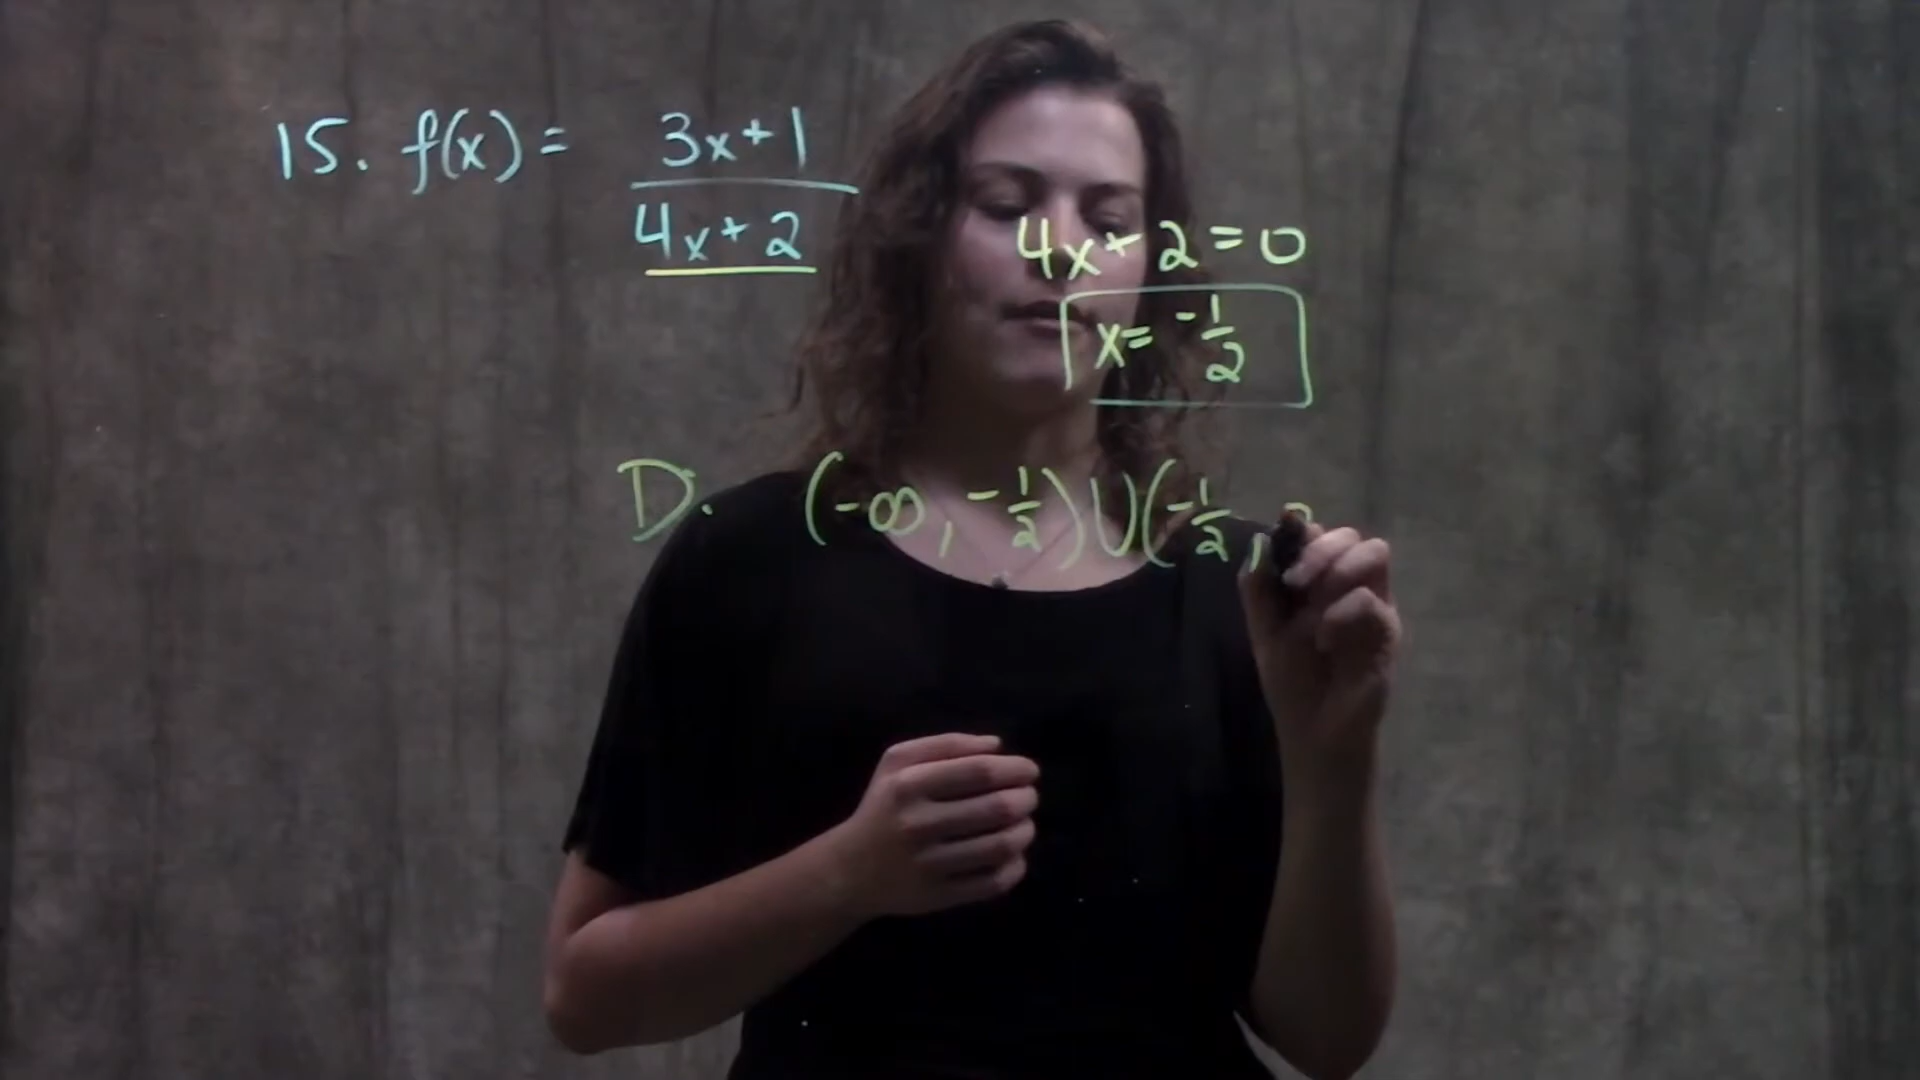 15. f(x) = 3x+1
4x+2
4x+2=0
x= -1/2
D: (-∞, -1/2)∪(-1/2,